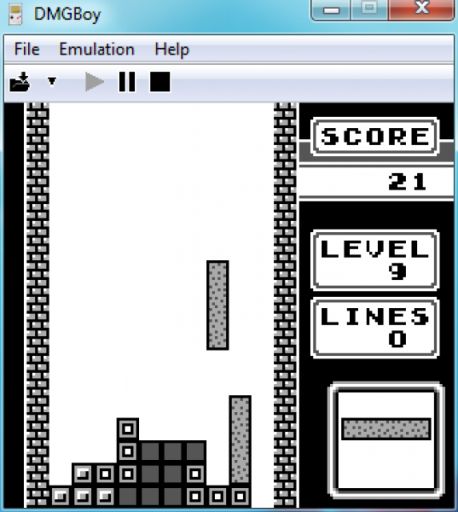 DMGBoy
File Emulation Help
SCORE
21
LEVEL
9
LINES
0